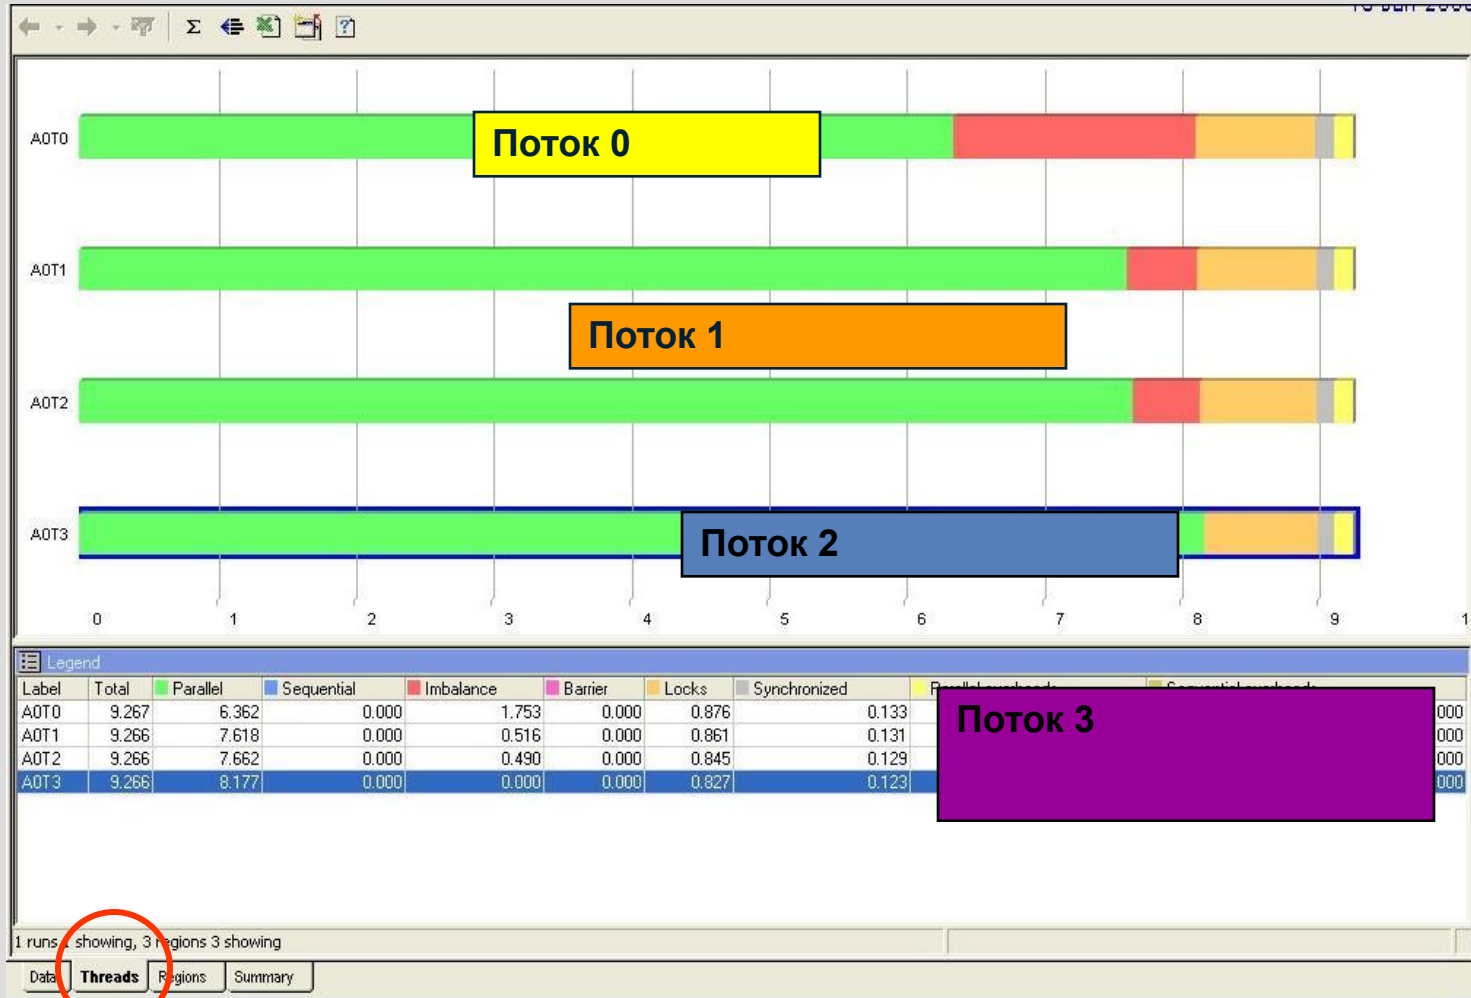 Σ
A0T0
Поток 0
A0T1
Поток 1
A0T2
A0T3
Поток 2
0 1 2 3 4 5 6 7 8 9 1
Legend
Label Total Parallel Sequential Imbalance Barrier Locks Synchronized
A0T0 9.267 6.362 0.000 1.753 0.000 0.876 0.133 000
A0T1 9.266 7.618 0.000 0.516 0.000 0.861 0.131 000
A0T2 9.266 7.662 0.000 0.490 0.000 0.845 0.129 000
A0T3 9.266 8.177 0.000 0.000 0.000 0.827 0.123 000
Поток 3
1 runs 1 showing, 3 regions 3 showing
Data Threads Regions Summary